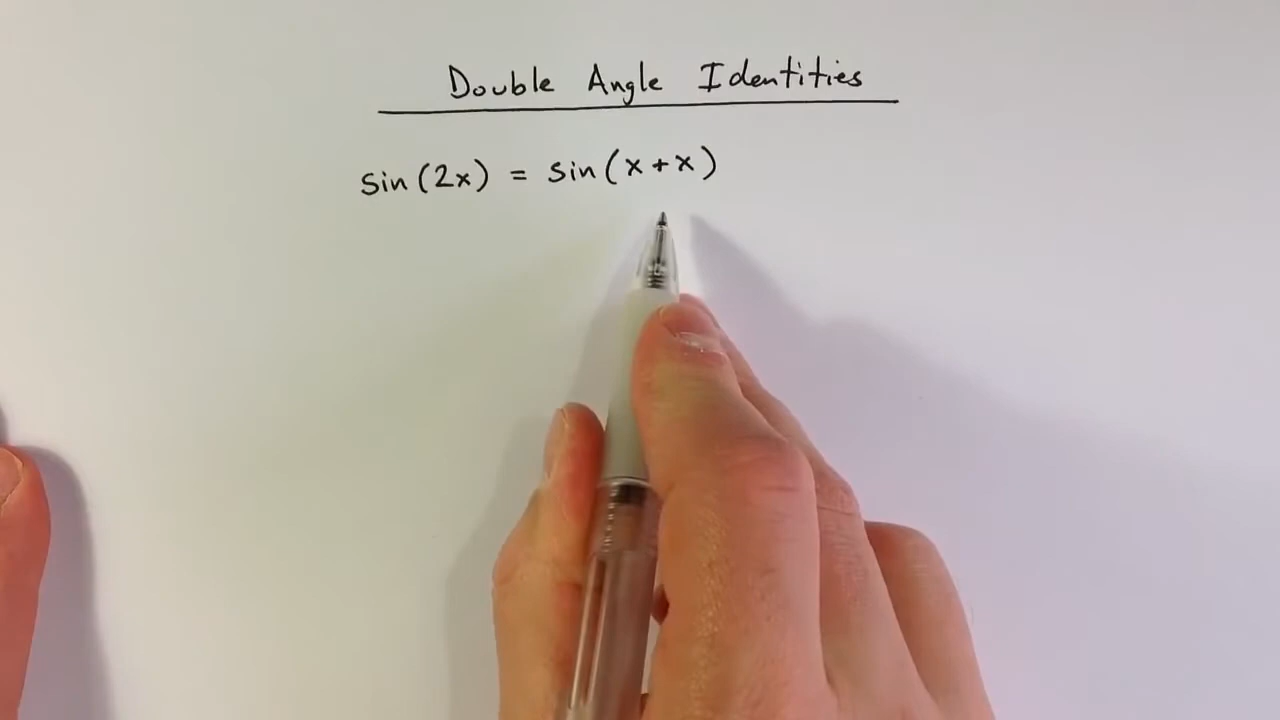 Double Angle Identities
sin(2x) = sin(x+x)